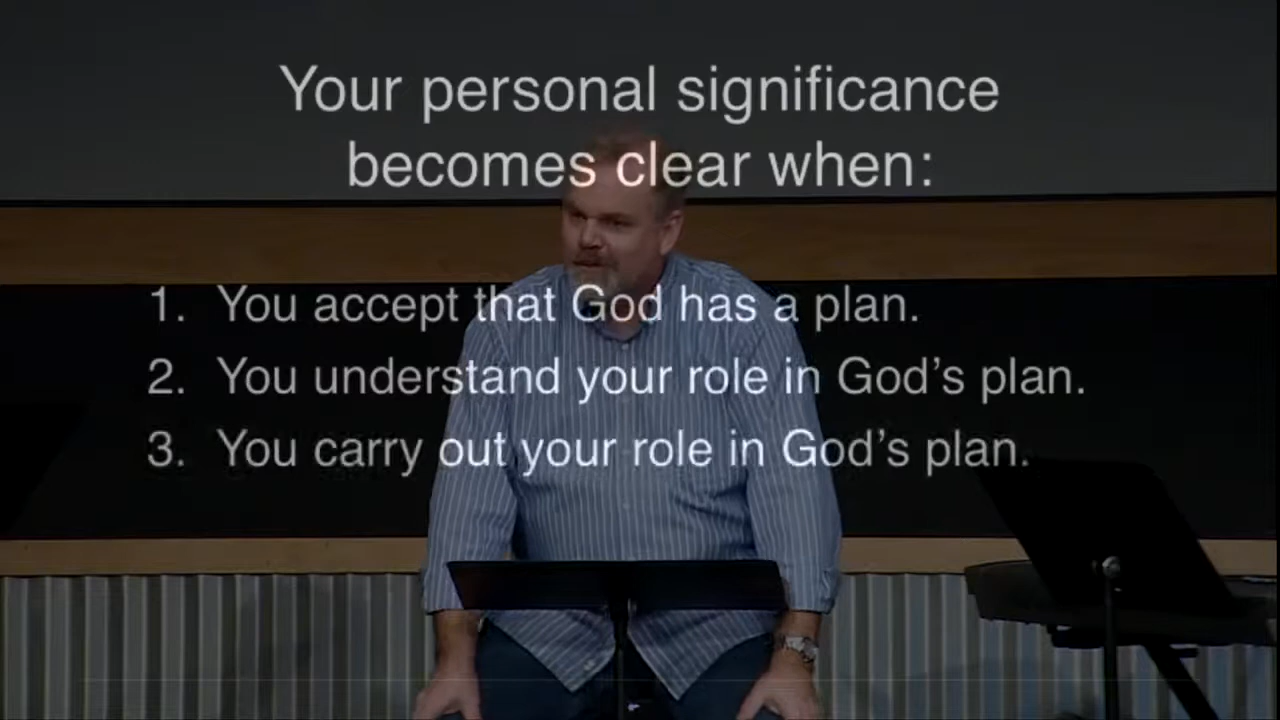 Your personal significance
becomes clear when:
1. You accept that God has a plan.
2. You understand your role in God's plan.
3. You carry out your role in God's plan.